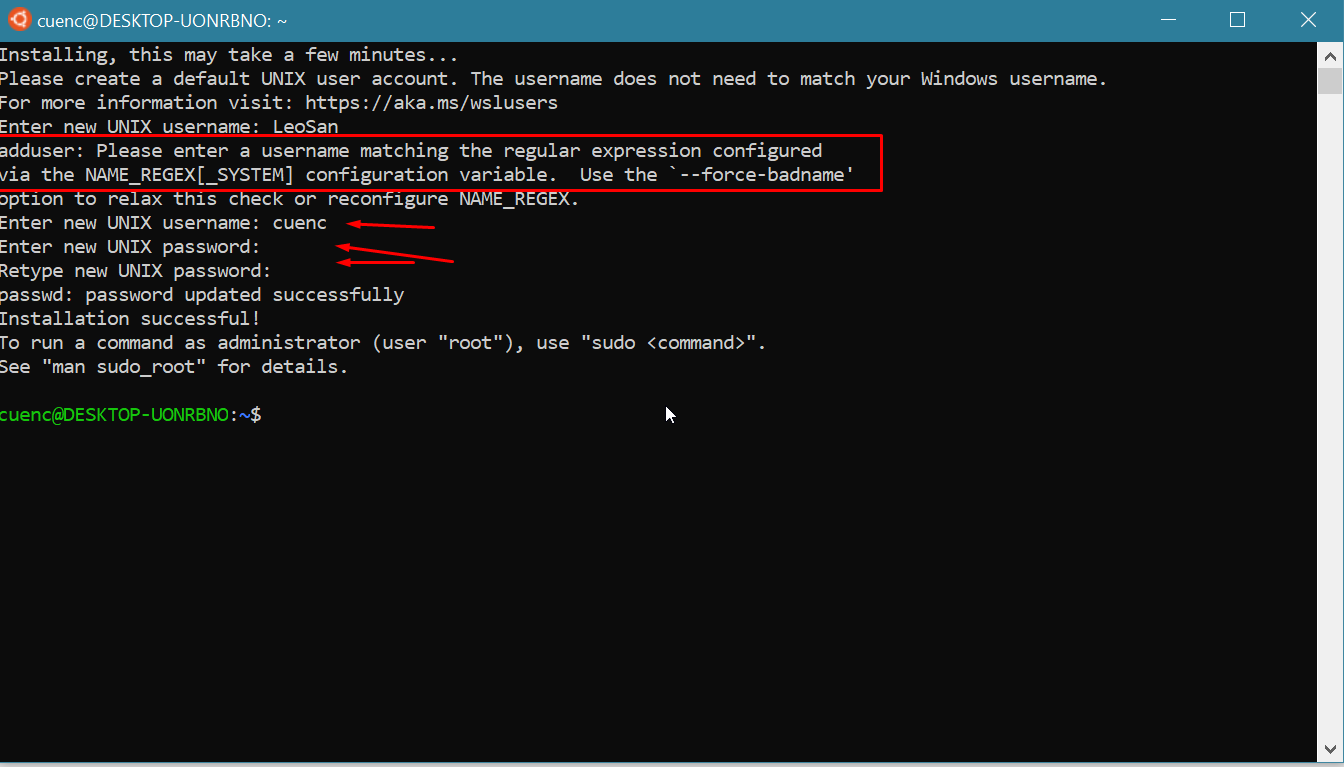 cuenc@DESKTOP-UONRBNO: ~
Installing, this may take a few minutes...
Please create a default UNIX user account. The username does not need to match your Windows username.
For more information visit: https://aka.ms/wslusers
Enter new UNIX username: LeoSan
adduser: Please enter a username matching the regular expression configured
via the NAME_REGEX[_SYSTEM] configuration variable.  Use the `--force-badname'
option to relax this check or reconfigure NAME_REGEX.
Enter new UNIX username: cuenc
Enter new UNIX password:
Retype new UNIX password:
passwd: password updated successfully
Installation successful!
To run a command as administrator (user "root"), use "sudo <command>".
See "man sudo_root" for details.
cuenc@DESKTOP-UONRBNO:~$